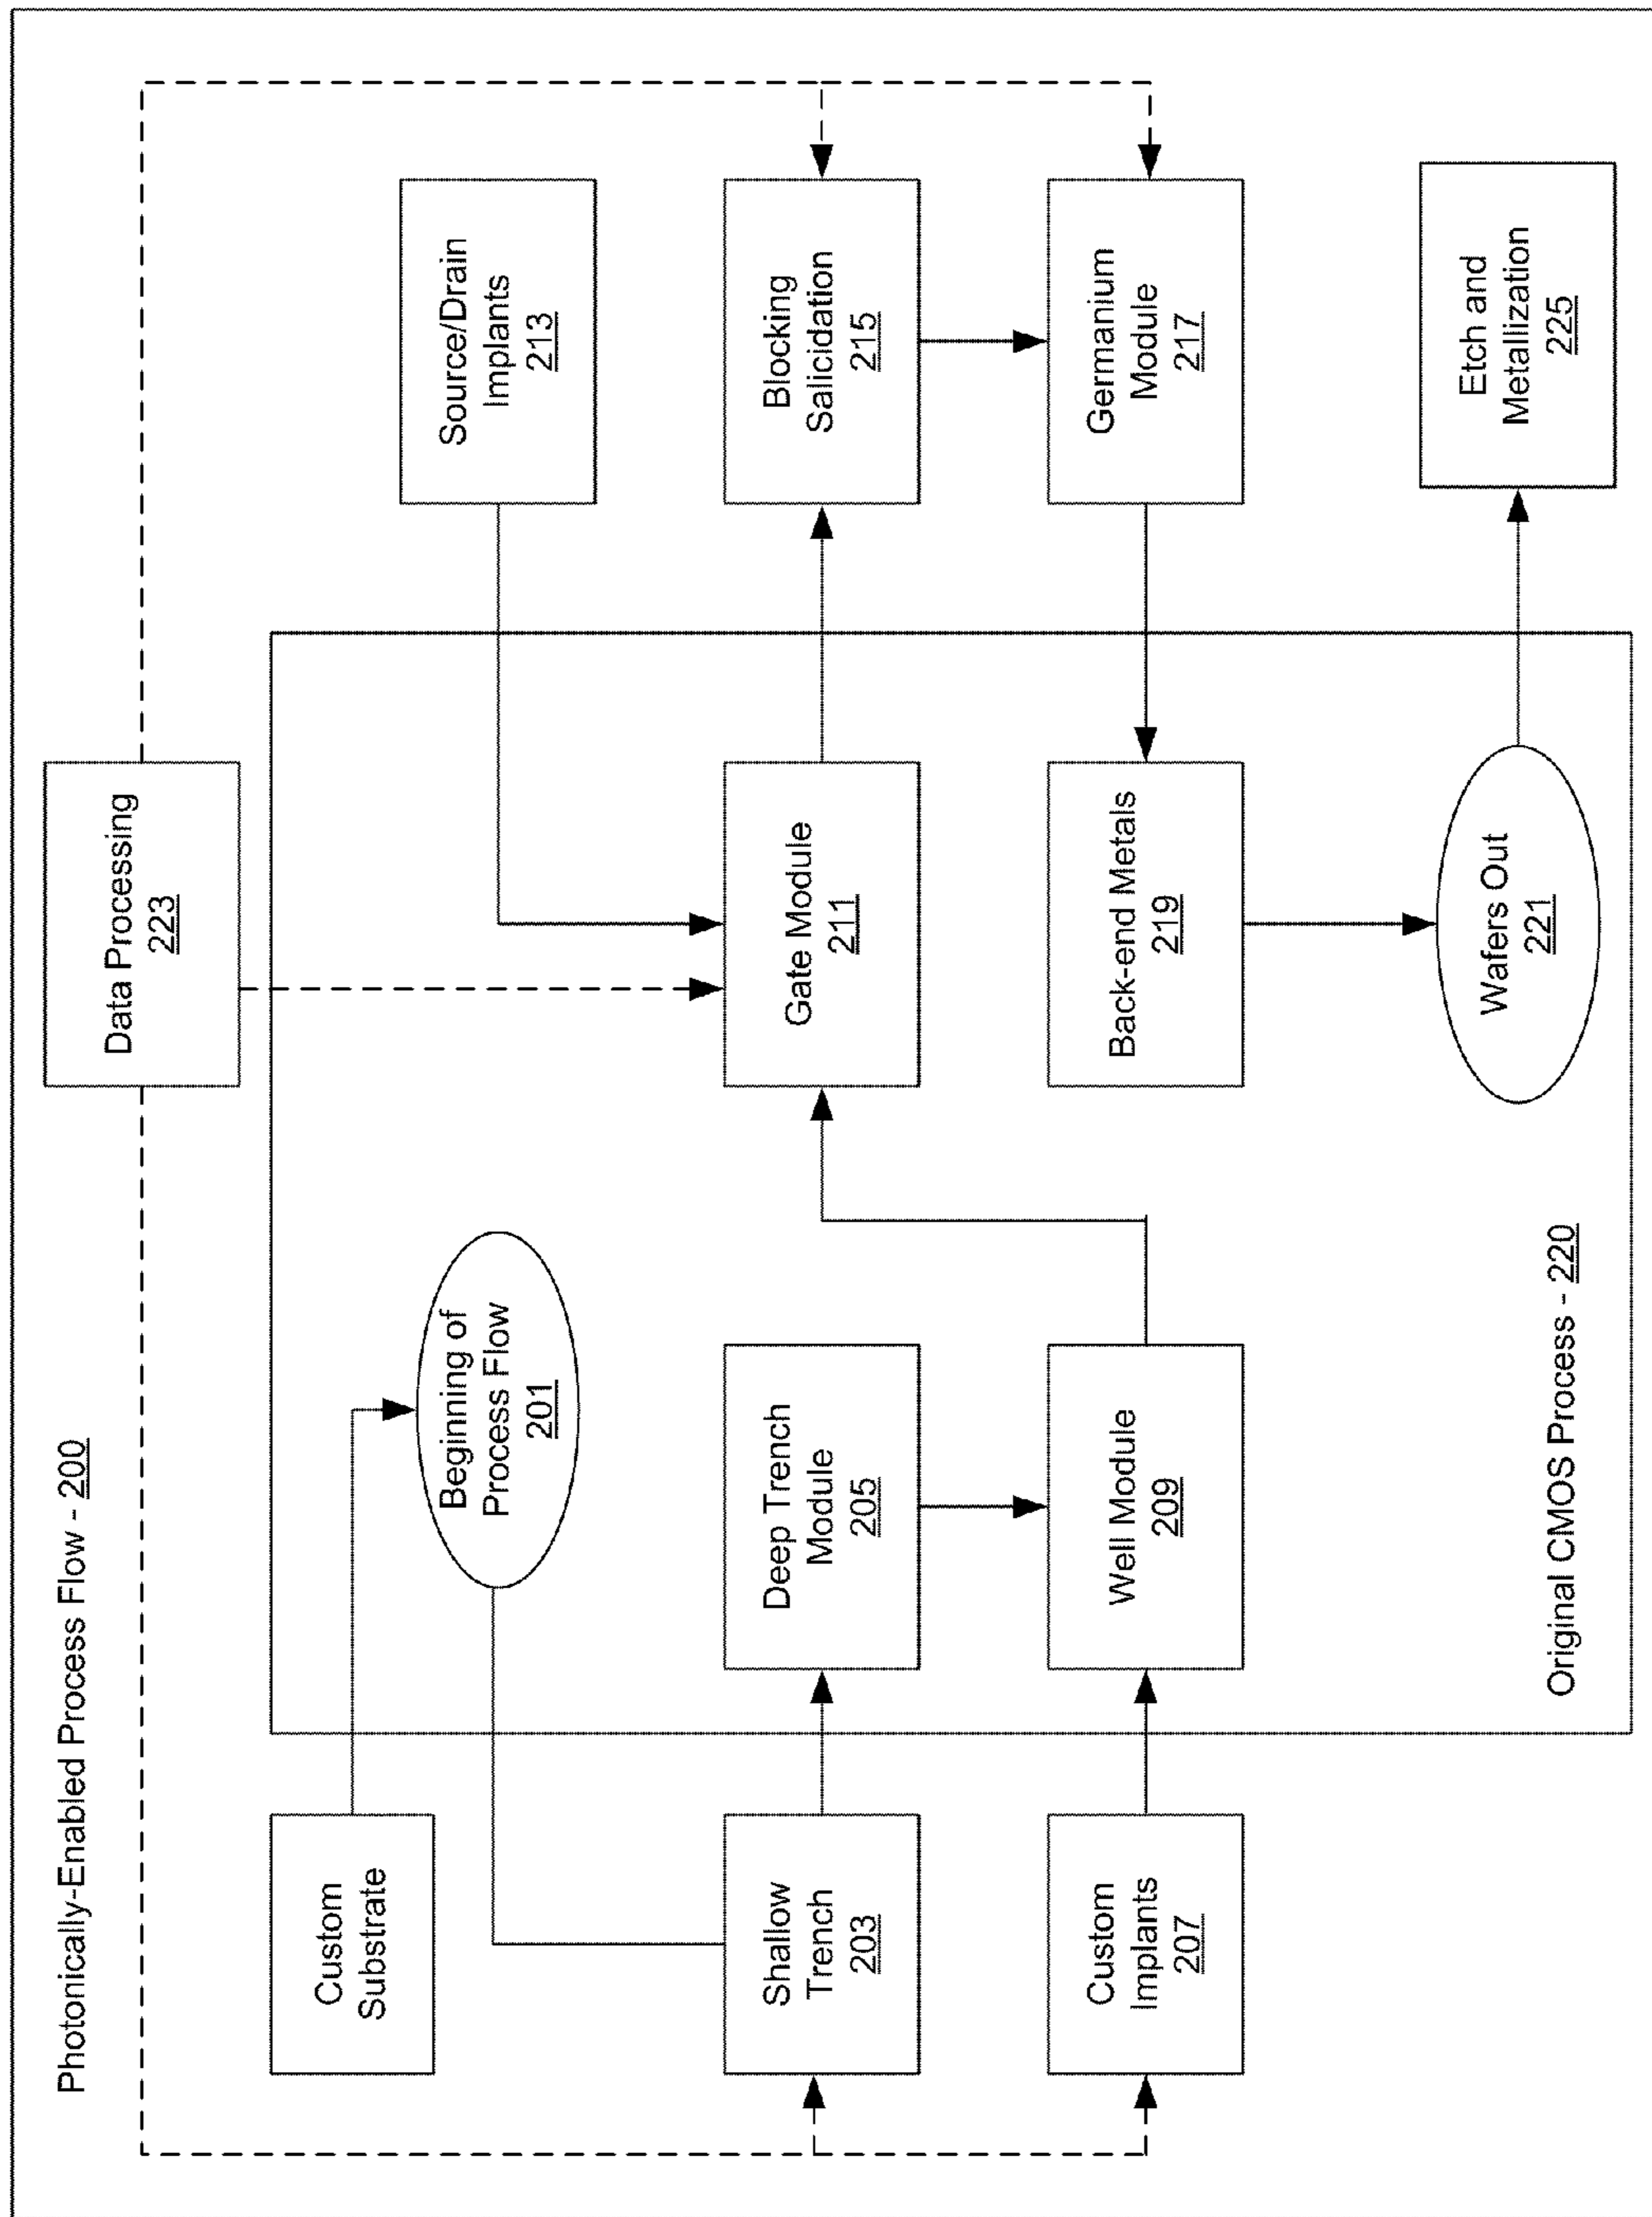 Photonically-Enabled Process Flow - 200
Data Processing
223
Custom
Substrate
Beginning of
Process Flow
201
Source/Drain
Implants
213
Shallow
Trench
203
Deep Trench
Module
205
Gate Module
211
Blocking
Salicidation
215
Custom
Implants
207
Well Module
209
Back-end Metals
219
Germanium
Module
217
Original CMOS Process - 220
Wafers Out
221
Etch and
Metallization
225